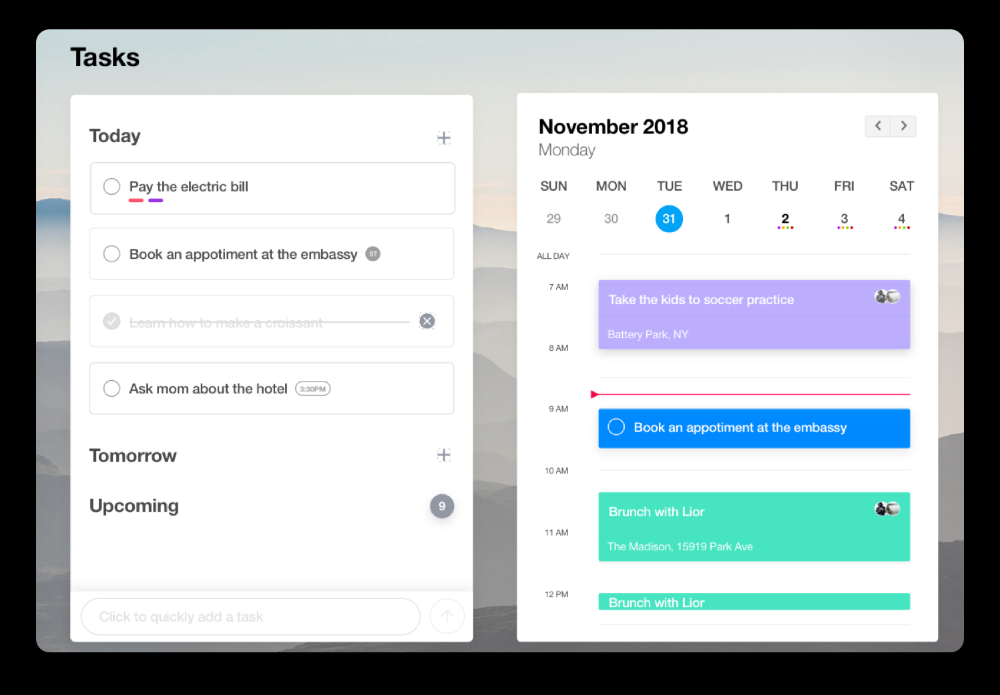 Tasks
Today
Pay the electric bill
Book an appotiment at the embassy ST
Learn how to make a croissant
Ask mom about the hotel 3:30PM
Tomorrow
Upcoming 9
Click to quickly add a task
November 2018
Monday
SUN MON TUE WED THU FRI SAT
29 30 31 1 2 3 4
ALL DAY
7 AM
Take the kids to soccer practice
Battery Park, NY
8 AM
9 AM
Book an appotiment at the embassy
10 AM
Brunch with Lior
11 AM
The Madison, 15919 Park Ave
12 PM
Brunch with Lior